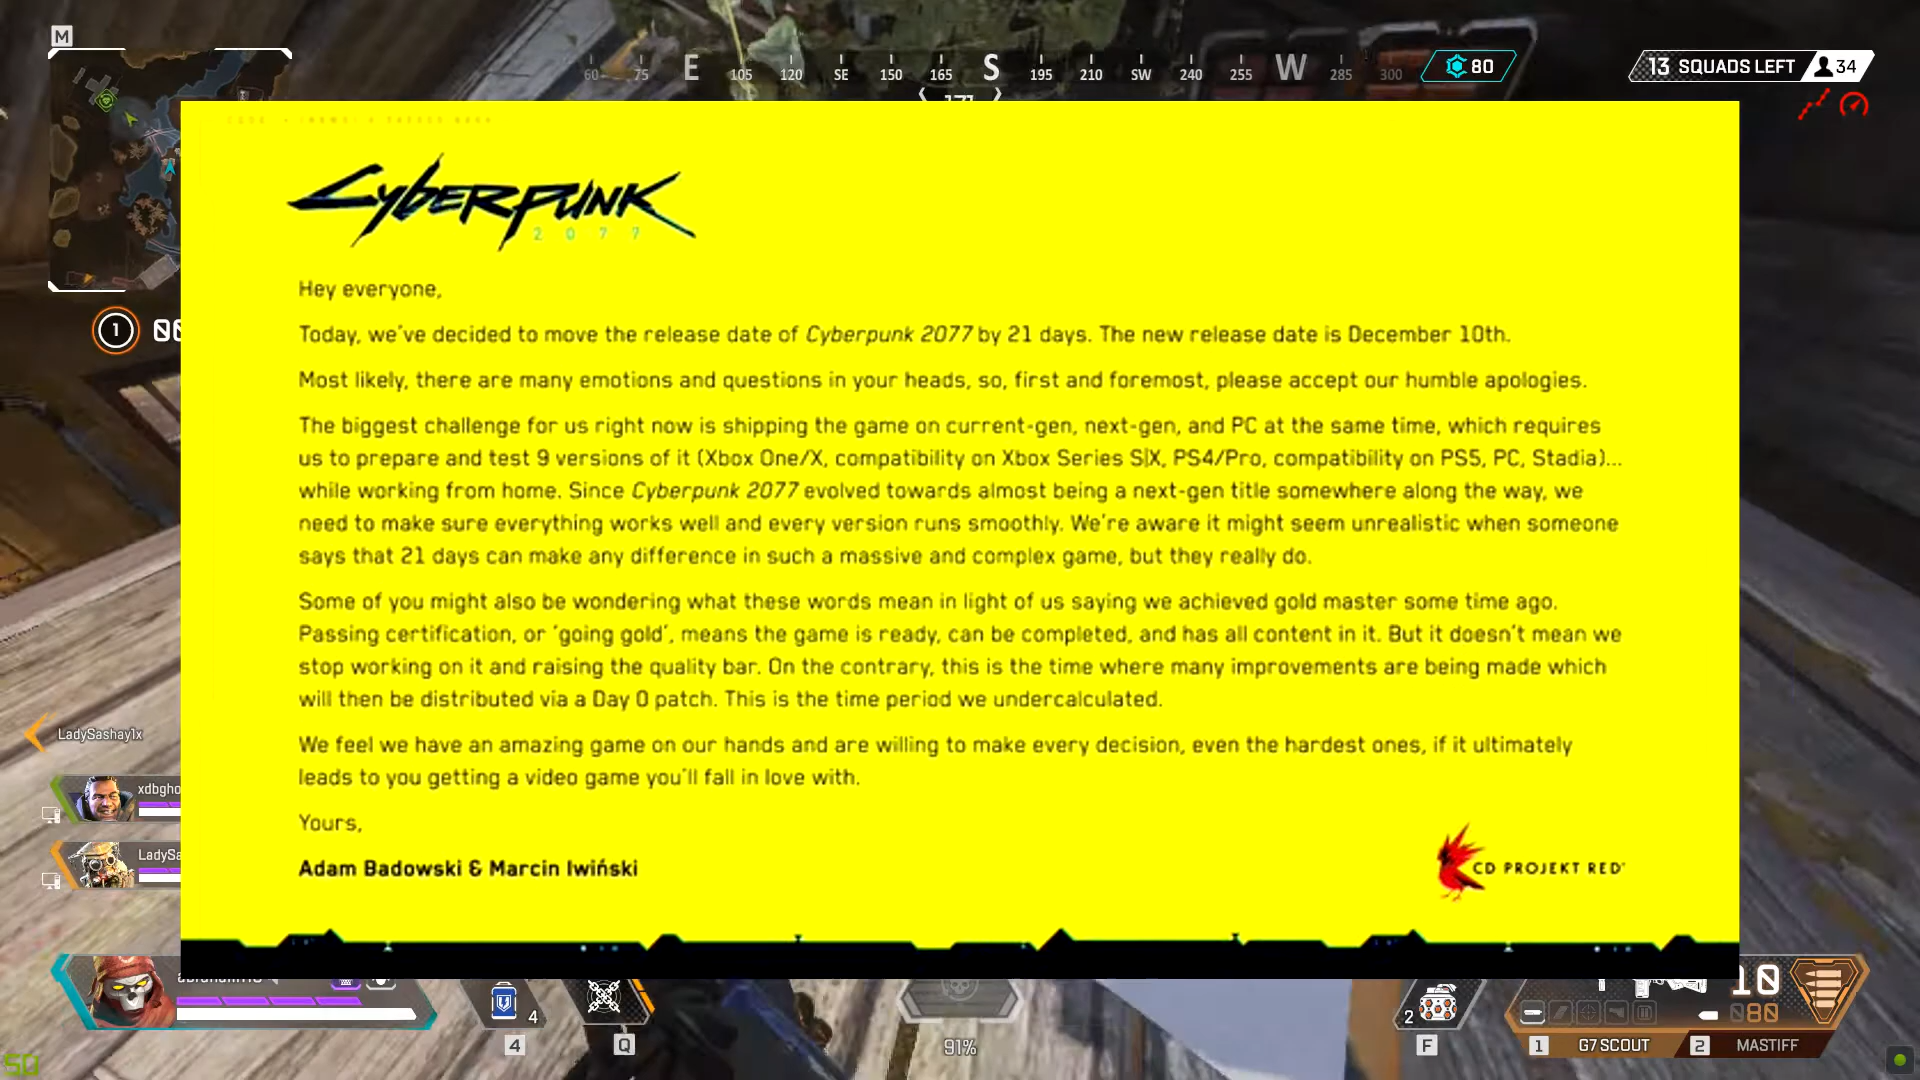 M
60 75 E 105 120 SE 150 165 S 195 210 SW 240 255 W 285 300
80
13 SQUADS LEFT 34
CYBERPUNK
2077
Hey everyone,
Today, we've decided to move the release date of Cyberpunk 2077 by 21 days. The new release date is December 10th.
Most likely, there are many emotions and questions in your heads, so, first and foremost, please accept our humble apologies.
The biggest challenge for us right now is shipping the game on current-gen, next-gen, and PC at the same time, which requires
us to prepare and test 9 versions of it (Xbox One/X, compatibility on Xbox Series S|X, PS4/Pro, compatibility on PS5, PC, Stadia)...
while working from home. Since Cyberpunk 2077 evolved towards almost being a next-gen title somewhere along the way, we
need to make sure everything works well and every version runs smoothly. We're aware it might seem unrealistic when someone
says that 21 days can make any difference in such a massive and complex game, but they really do.
Some of you might also be wondering what these words mean in light of us saying we achieved gold master some time ago.
Passing certification, or 'going gold', means the game is ready, can be completed, and has all content in it. But it doesn't mean we
stop working on it and raising the quality bar. On the contrary, this is the time where many improvements are being made which
will then be distributed via a Day 0 patch. This is the time period we undercalculated.
We feel we have an amazing game on our hands and are willing to make every decision, even the hardest ones, if it ultimately
leads to you getting a video game you'll fall in love with.
Yours,
Adam Badowski & Marcin Iwiński
CD PROJEKT RED
1
LadySashay1x
xdbgho
LadySa
4
4
Q
91%
2
F
10
080
1 G7 SCOUT 2 MASTIFF
50